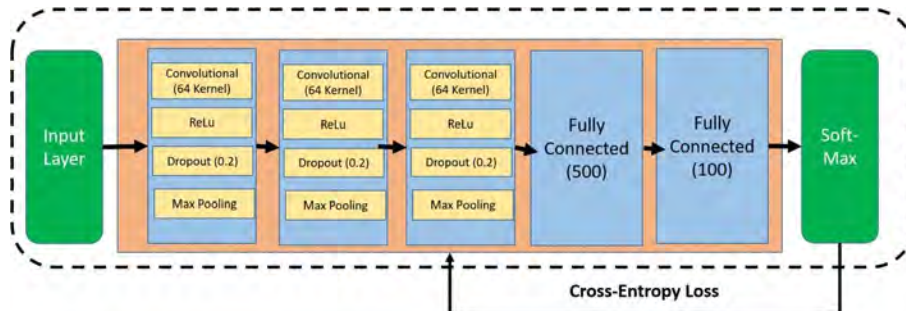 Input
Layer
Convolutional
(64 Kernel)
ReLu
Dropout (0.2)
Max Pooling
Convolutional
(64 Kernel)
ReLu
Dropout (0.2)
Max Pooling
Convolutional
(64 Kernel)
ReLu
Dropout (0.2)
Max Pooling
Fully
Connected
(500)
Fully
Connected
(100)
Soft-
Max
Cross-Entropy Loss